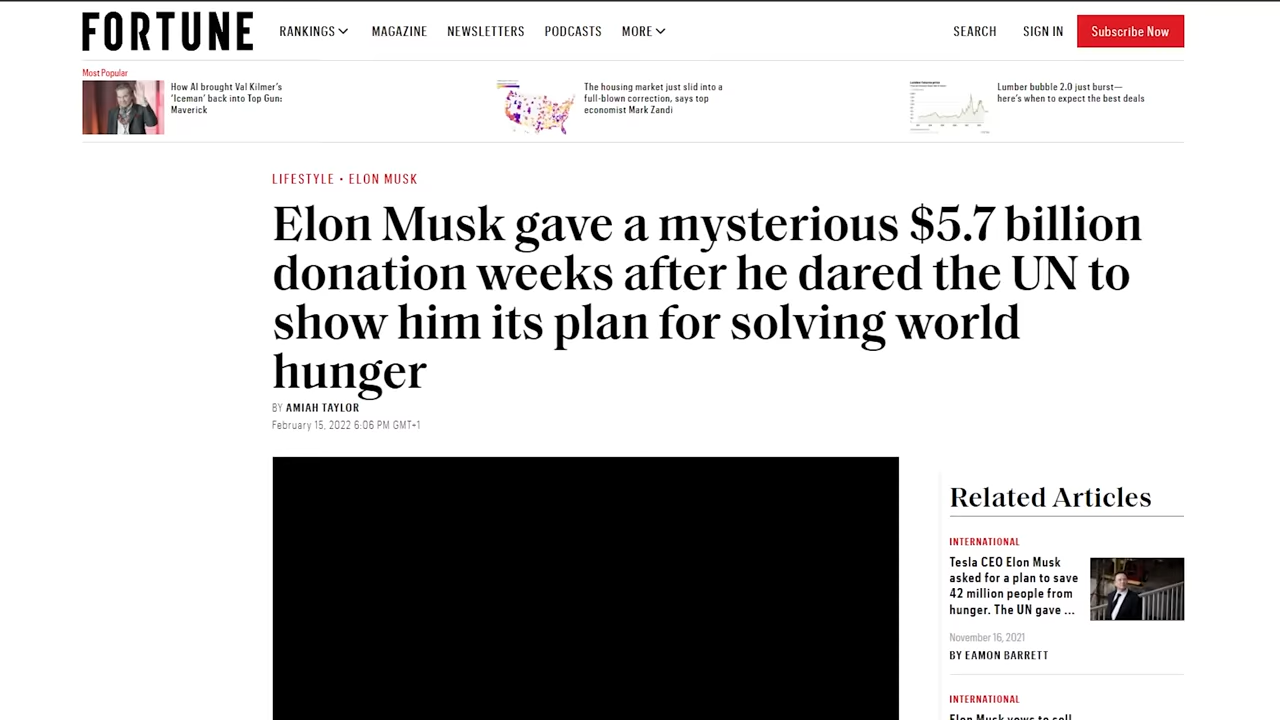 FORTUNE
RANKINGS
MAGAZINE
NEWSLETTERS
PODCASTS
MORE
SEARCH
SIGN IN
Subscribe Now
Most Popular
How AI brought Val Kilmer's
'Iceman' back into Top Gun:
Maverick
The housing market just slid into a
full-blown correction, says top
economist Mark Zandi
Lumber bubble 2.0 just burst—
here's when to expect the best deals
LIFESTYLE • ELON MUSK
Elon Musk gave a mysterious $5.7 billion
donation weeks after he dared the UN to
show him its plan for solving world
hunger
BY AMIAH TAYLOR
February 15, 2022 6:06 PM GMT+1
Related Articles
INTERNATIONAL
Tesla CEO Elon Musk
asked for a plan to save
42 million people from
hunger. The UN gave ...
November 16, 2021
BY EAMON BARRETT
INTERNATIONAL
Elon Musk vows to sell